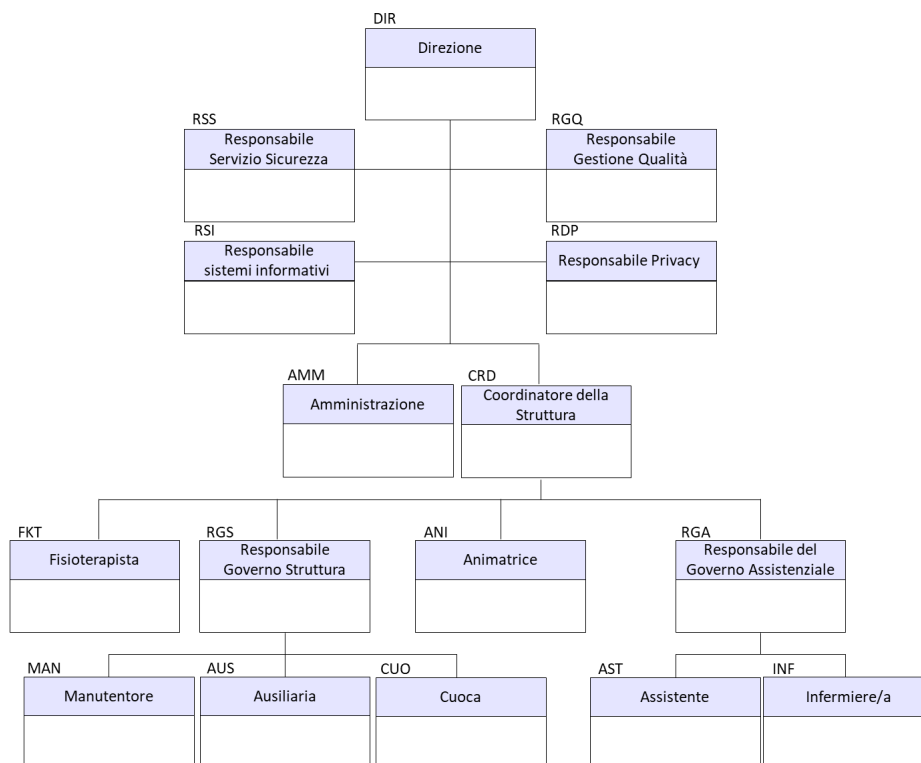 DIR
Direzione
RSS
Responsabile
Servizio Sicurezza
RGQ
Responsabile
Gestione Qualità
RSI
Responsabile
sistemi informativi
RDP
Responsabile Privacy
AMM
Amministrazione
CRD
Coordinatore della
Struttura
FKT
Fisioterapista
RGS
Responsabile
Governo Struttura
ANI
Animatrice
RGA
Responsabile del
Governo Assistenziale
MAN
Manutentore
AUS
Ausiliaria
CUO
Cuoca
AST
Assistente
INF
Infermiere/a